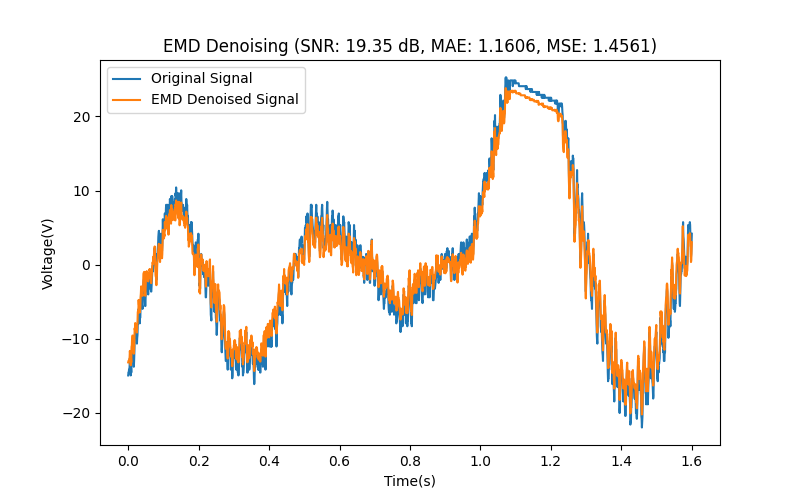 EMD Denoising (SNR: 19.35 dB, MAE: 1.1606, MSE: 1.4561)
Original Signal
EMD Denoised Signal
Voltage(V)
20
10
0
−10
−20
0.0 0.2 0.4 0.6 0.8 1.0 1.2 1.4 1.6
Time(s)